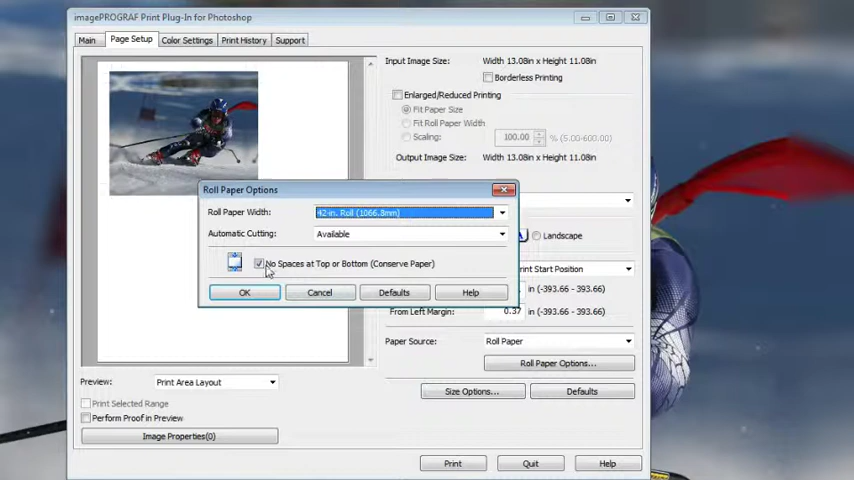 imagePROGRAF Print Plug-In for Photoshop
Main
Page Setup
Color Settings
Print History
Support
Input Image Size: Width 13.08in x Height 11.08in
Borderless Printing
Enlarged/Reduced Printing
Fit Paper Size
Fit Roll Paper Width
Scaling: 100.00 % (5.00-600.00)
Output Image Size: Width 13.08in x Height 11.08in
Roll Paper Options
Roll Paper Width: 42-in. Roll (1066.8mm)
Automatic Cutting: Available
No Spaces at Top or Bottom (Conserve Paper)
OK
Cancel
Defaults
Help
Landscape
Print Start Position
in (-393.66 - 393.66)
From Left Margin: 0.37 in (-393.66 - 393.66)
Paper Source: Roll Paper
Roll Paper Options...
Size Options...
Defaults
Preview: Print Area Layout
Print Selected Range
Perform Proof in Preview
Image Properties(0)
Print
Quit
Help